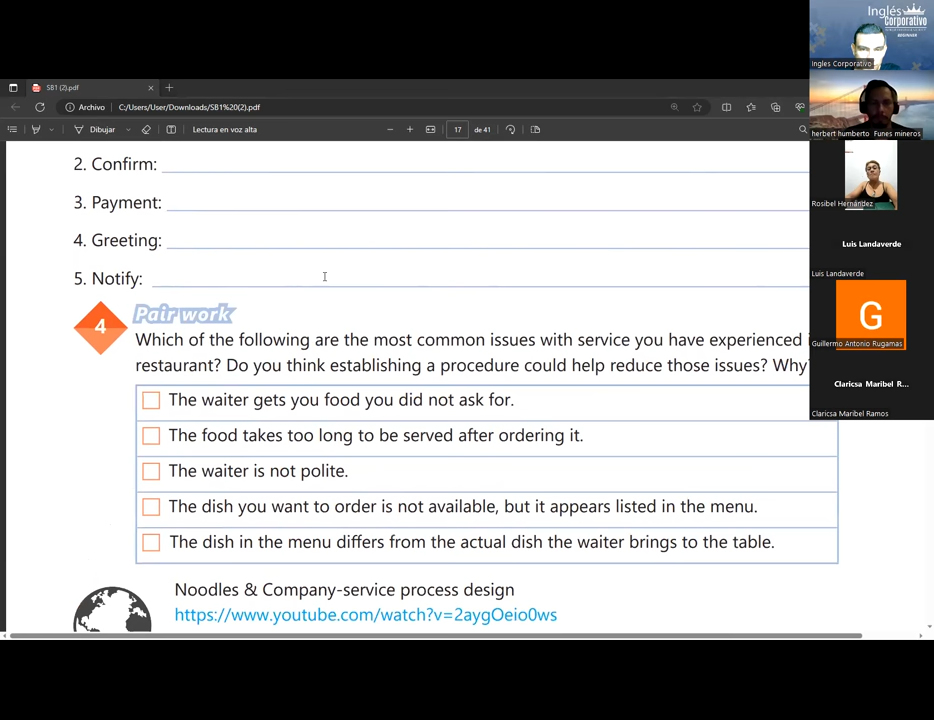 SB1 (2).pdf
Archivo
C:/Users/User/Downloads/SB1%20(2).pdf
Dibujar
Lectura en voz alta
17
de 41
2. Confirm:
3. Payment:
4. Greeting:
5. Notify:
4
Pair work
Which of the following are the most common issues with service you have experienced
restaurant? Do you think establishing a procedure could help reduce those issues? Why
The waiter gets you food you did not ask for.
The food takes too long to be served after ordering it.
The waiter is not polite.
The dish you want to order is not available, but it appears listed in the menu.
The dish in the menu differs from the actual dish the waiter brings to the table.
Noodles & Company-service process design
https://www.youtube.com/watch?v=2aygOeio0ws
Inglés
Corporativo
BEGINNER
Ingles Corporativo
herbert humberto Funes mineros
Rosibel Hernández
Luis Landaverde
Luis Landaverde
G
Guillermo Antonio Rugamas
Claricsa Maribel R...
Claricsa Maribel Ramos